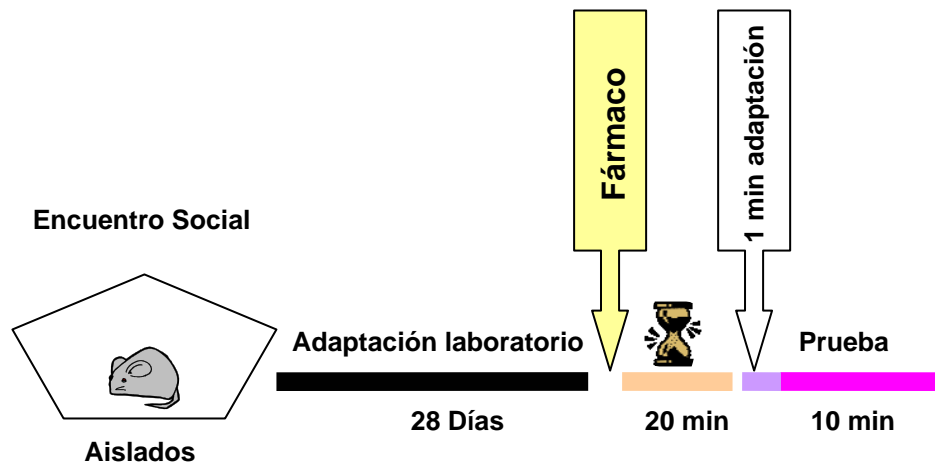 Fármaco
1 min adaptación
Encuentro Social
Adaptación laboratorio
Prueba
28 Días
20 min
10 min
Aislados